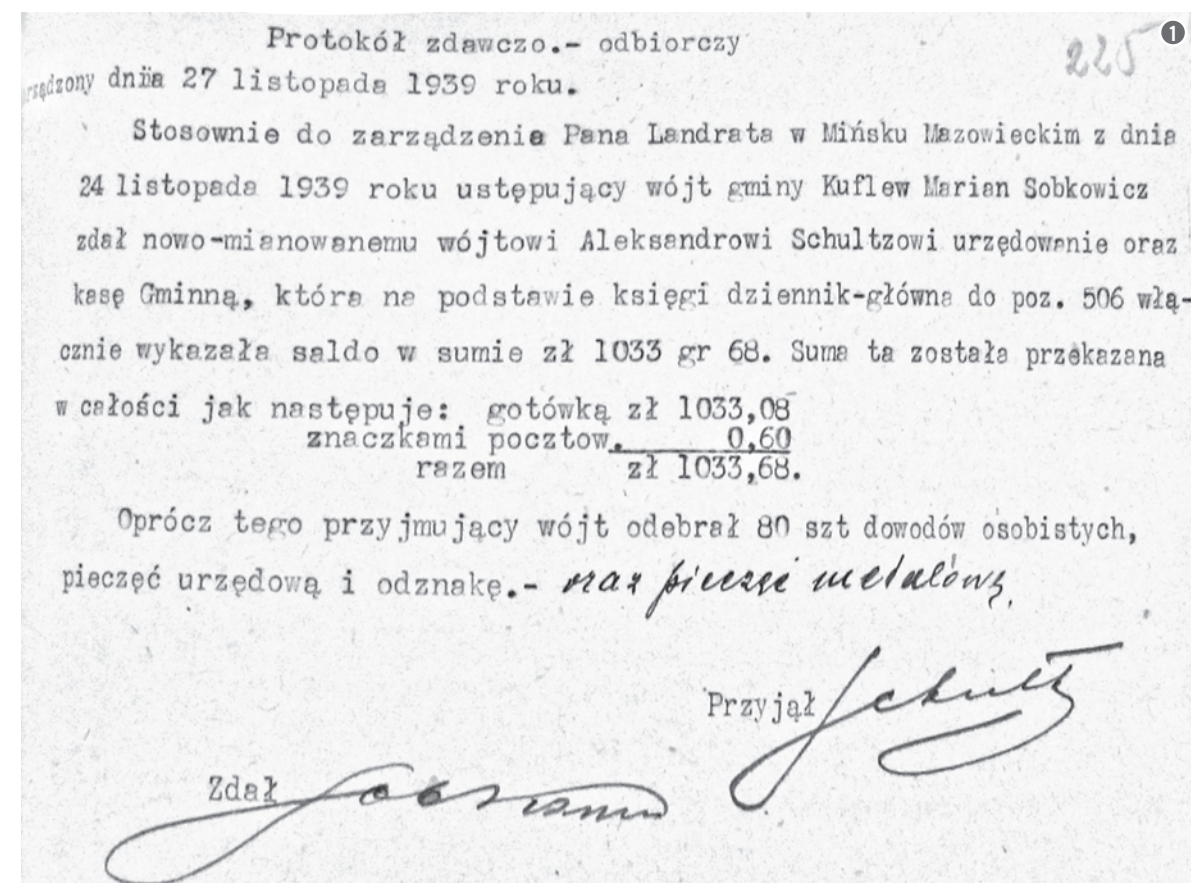 Protokół zdawczo.- odbiorczy
225
❶
rządzony dnia 27 listopada 1939 roku.
Stosownie do zarządzenia Pana Landrata w Mińsku Mazowieckim z dnia
24 listopada 1939 roku ustępujący wójt gminy Kuflew Marian Sobkowicz
zdał nowo-mianowanemu wójtowi Aleksandrowi Schultzowi urzędowanie oraz
kasę Gminną, która na podstawie księgi dziennik-główna do poz. 506 włą-
cznie wykazała saldo w sumie zł 1033 gr 68. Suma ta została przekazana
w całości jak następuje: gotówką zł 1033,08
znaczkami pocztow. 0,60
razem zł 1033,68.
Oprócz tego przyjmujący wójt odebrał 80 szt dowodów osobistych,
pieczęć urzędową i odznakę.- oraz pieczęć metalową.
Przyjął Schultz
Zdał